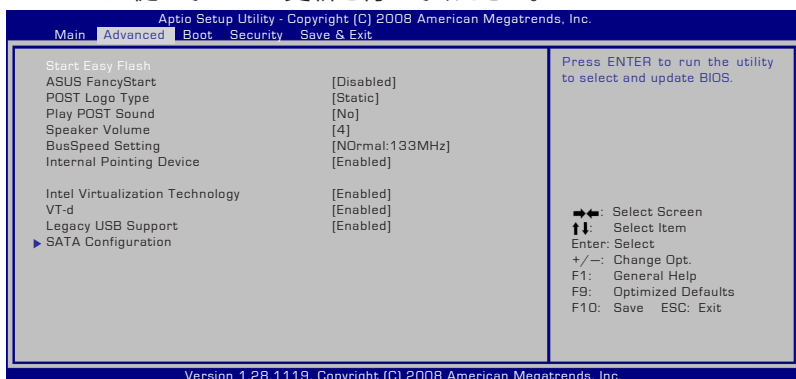 Aptio Setup Utility - Copyright (C) 2008 American Megatrends, Inc.
Main Advanced Boot Security Save & Exit
Start Easy Flash
ASUS FancyStart [Disabled]
POST Logo Type [Static]
Play POST Sound [No]
Speaker Volume [4]
BusSpeed Setting [NOrmal:133MHz]
Internal Pointing Device [Enabled]
Intel Virtualization Technology [Enabled]
VT-d [Enabled]
Legacy USB Support [Enabled]
SATA Configuration
Press ENTER to run the utility
to select and update BIOS.
→←: Select Screen
↑↓: Select Item
Enter: Select
+/—: Change Opt.
F1: General Help
F9: Optimized Defaults
F10: Save ESC: Exit
Version 1.28.1119. Copyright (C) 2008 American Megatrends, Inc.